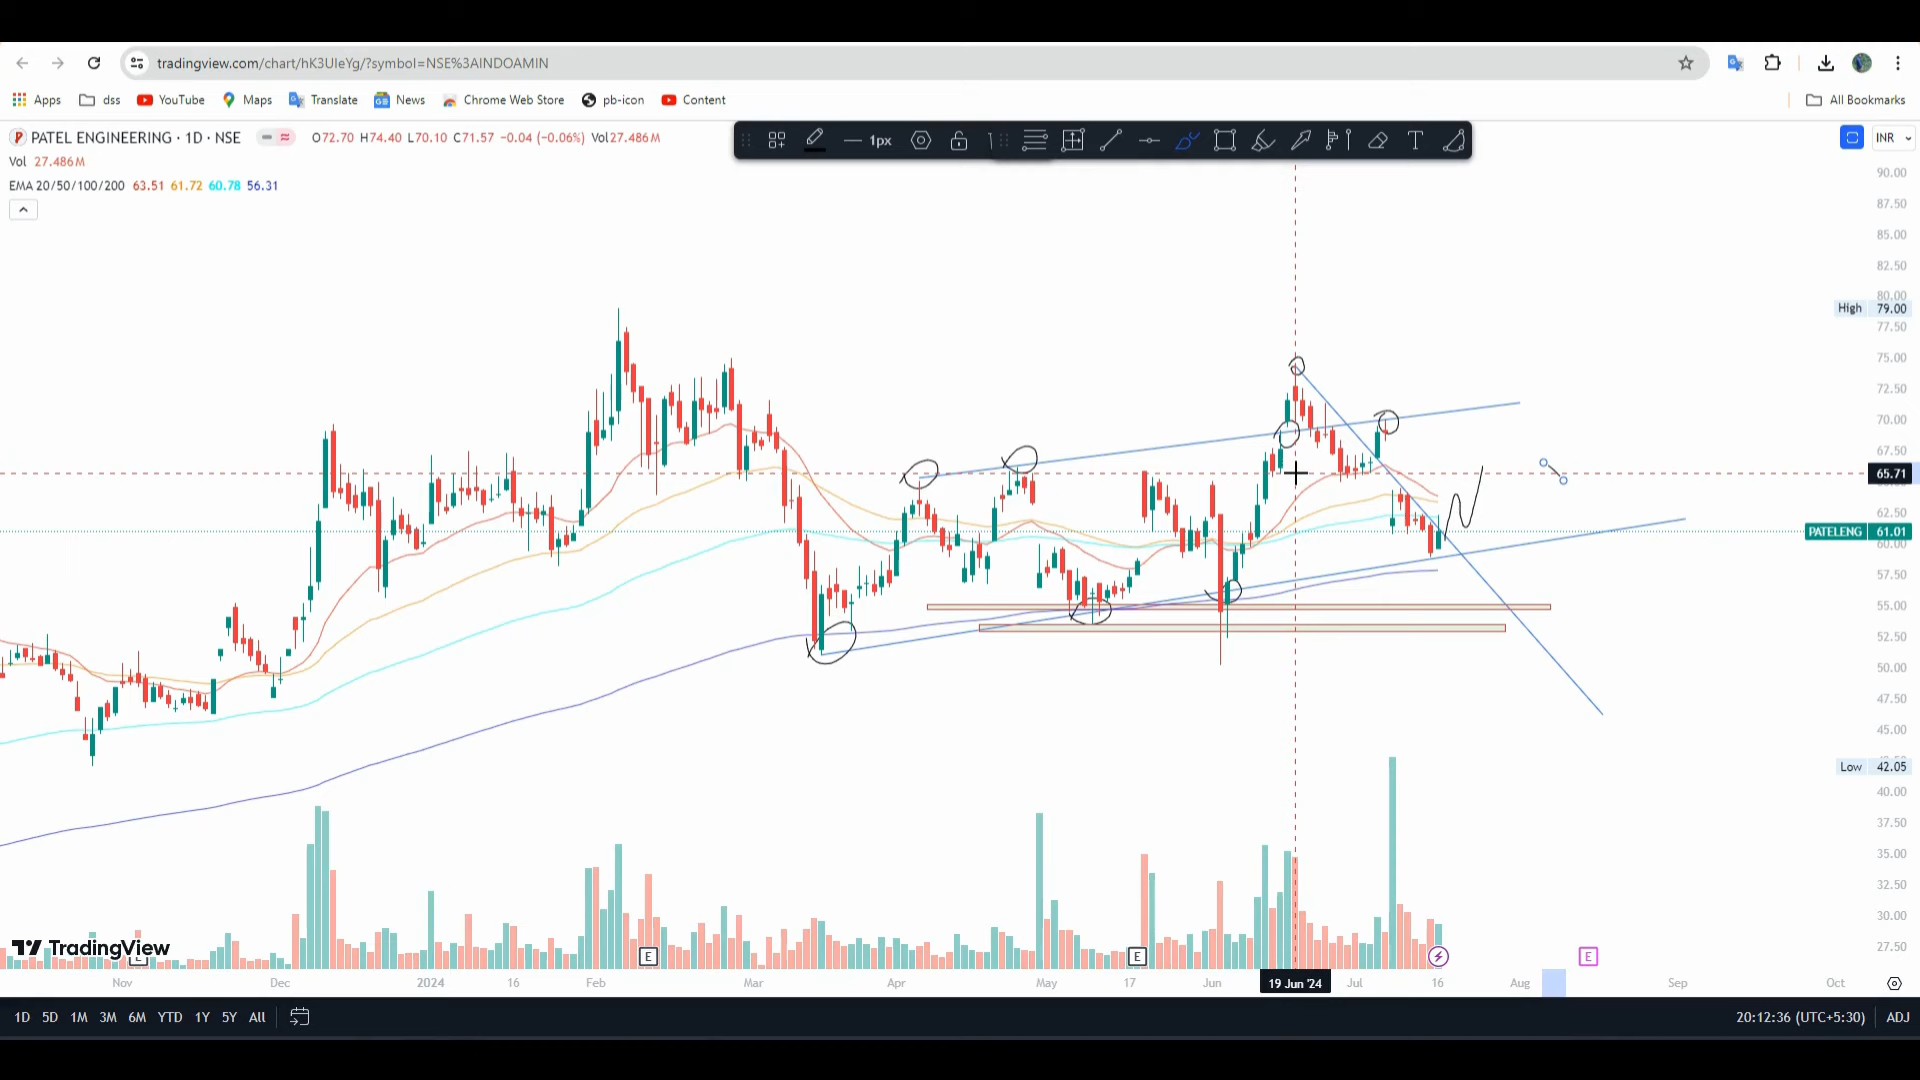 tradingview.com/chart/hK3UIeYg/?symbol=NSE%3AINDOAMIN
Apps dss YouTube Maps Translate News Chrome Web Store pb-icon Content All Bookmarks
PATEL ENGINEERING · 1D · NSE O72.70 H74.40 L70.10 C71.57 −0.04 (−0.06%) Vol27.486M
1px
INR
Vol 27.486M
EMA 20/50/100/200 63.51 61.72 60.78 56.31
90.00
87.50
85.00
82.50
80.00
High 79.00
77.50
75.00
72.50
70.00
67.50
65.71
62.50
PATELENG 61.01
60.00
57.50
55.00
52.50
50.00
47.50
45.00
Low 42.05
40.00
37.50
35.00
32.50
30.00
27.50
TradingView
E E E
Nov Dec 2024 16 Feb Mar Apr May 17 Jun 19 Jun '24 Jul 16 Aug Sep Oct
1D 5D 1M 3M 6M YTD 1Y 5Y All 20:12:36 (UTC+5:30) ADJ